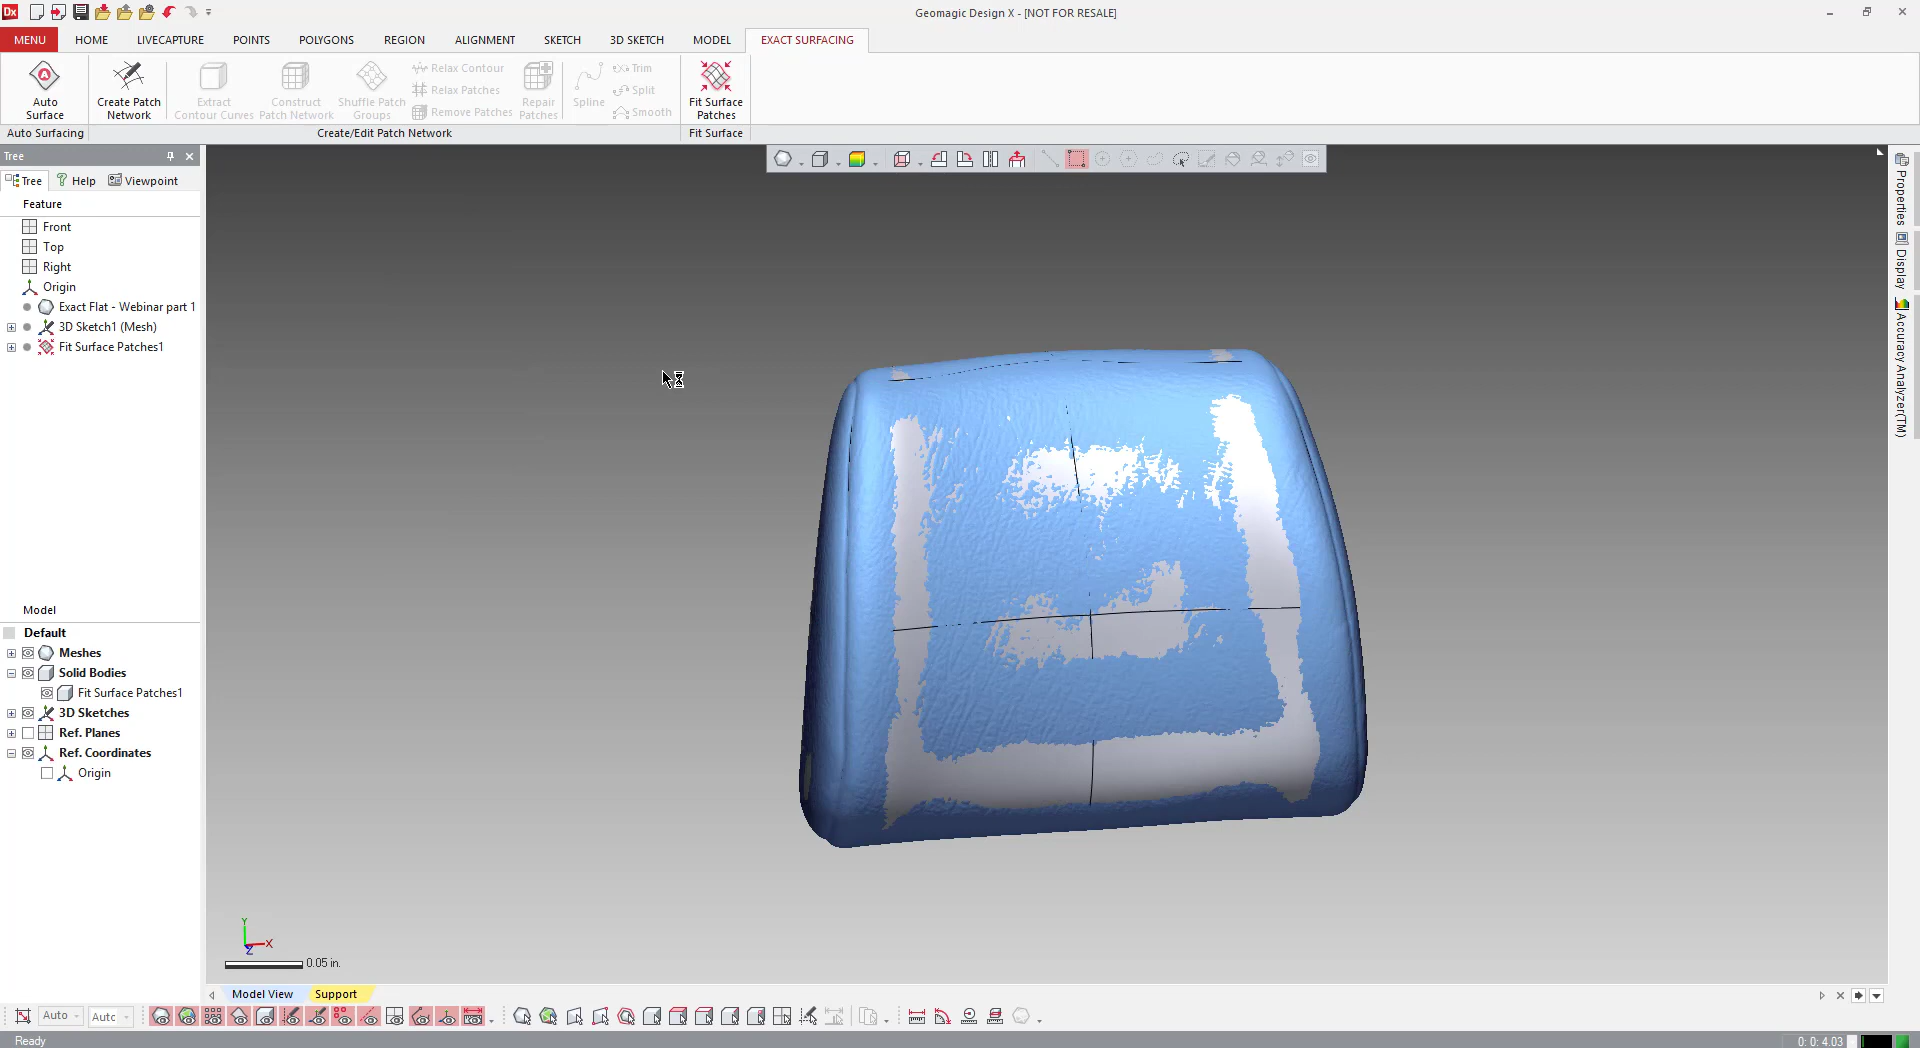 Dx
Geomagic Design X - [NOT FOR RESALE]
MENU HOME LIVECAPTURE POINTS POLYGONS REGION ALIGNMENT SKETCH 3D SKETCH MODEL EXACT SURFACING
Auto Surface
Create Patch Network
Extract Contour Curves
Construct Patch Network
Shuffle Patch Groups
Relax Contour
Relax Patches
Remove Patches
Repair Patches
Spline
Trim
Split
Smooth
Fit Surface Patches
Auto Surfacing Create/Edit Patch Network Fit Surface
Tree
Tree Help Viewpoint
Feature
Front
Top
Right
Origin
Exact Flat - Webinar part 1
3D Sketch1 (Mesh)
Fit Surface Patches1
Model
Default
Meshes
Solid Bodies
Fit Surface Patches1
3D Sketches
Ref. Planes
Ref. Coordinates
Origin
Properties
Display
Accuracy Analyzer(TM)
Y
X
Z
0.05 in.
Model View Support
Auto Autc
Ready
0: 0: 4.03